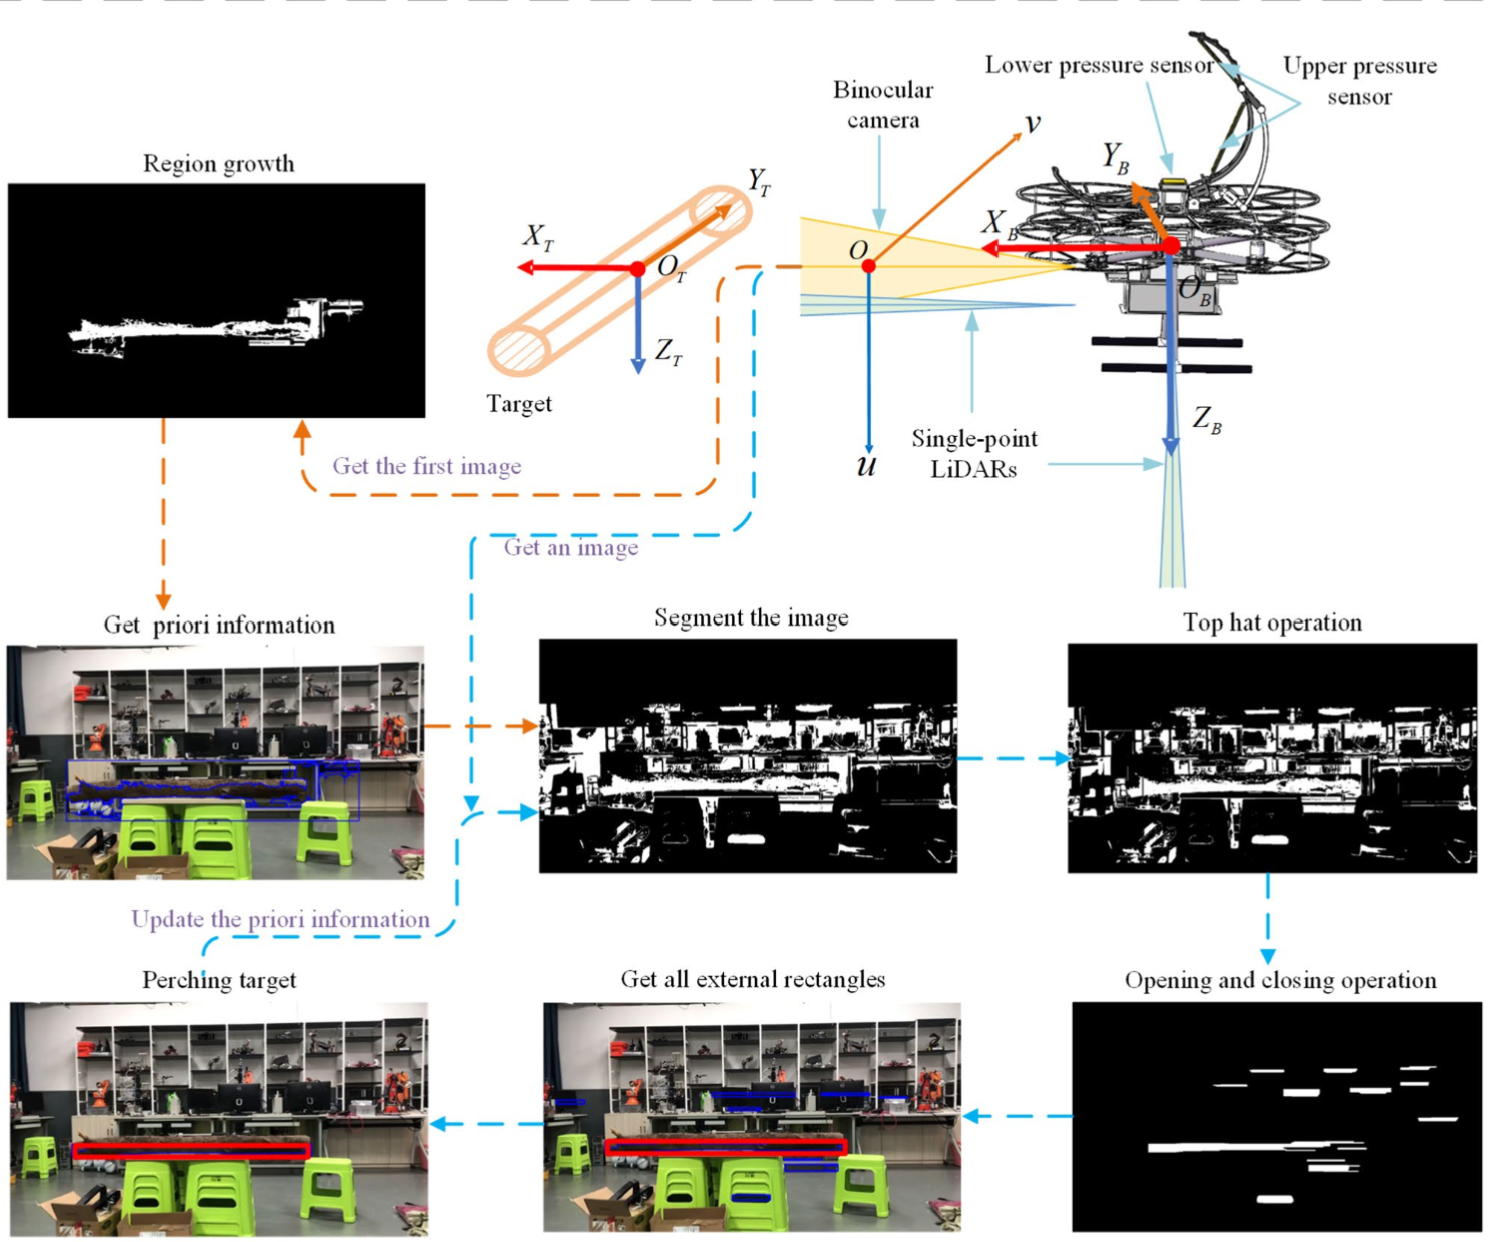 Lower pressure sensor
Upper pressure
sensor
Binocular
camera
v
Region growth
Y_B
Y_T
X_T
X_B
O
O_T
O_B
Z_T
Target
Z_B
Single-point
LiDARs
u
Get the first image
Get an image
Get priori information
Segment the image
Top hat operation
Update the priori information
Perching target
Get all external rectangles
Opening and closing operation